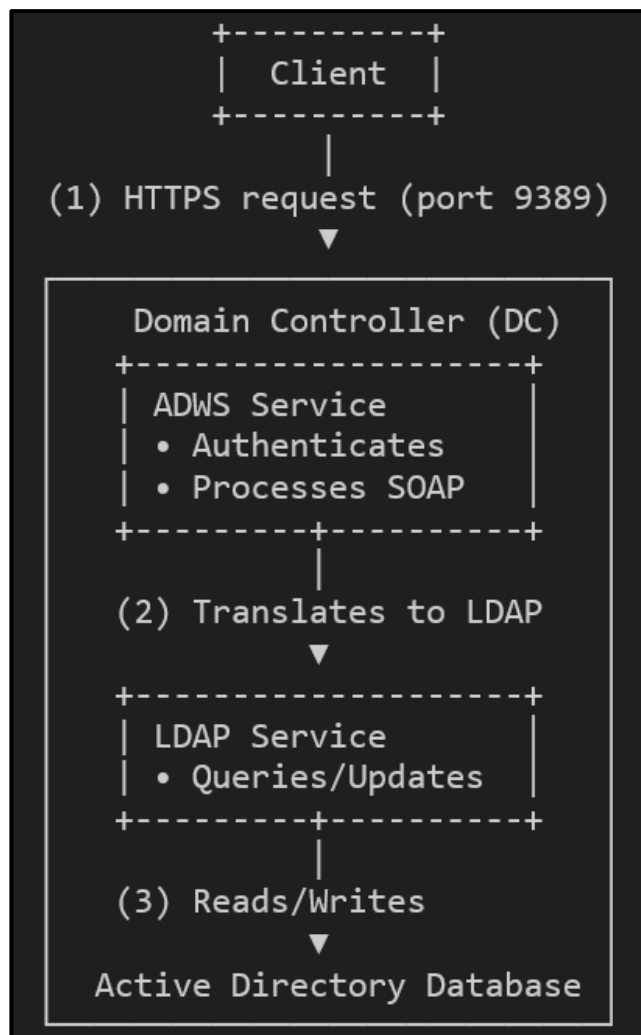 Client
(1) HTTPS request (port 9389)
Domain Controller (DC)
ADWS Service
• Authenticates
• Processes SOAP
(2) Translates to LDAP
LDAP Service
• Queries/Updates
(3) Reads/Writes
Active Directory Database